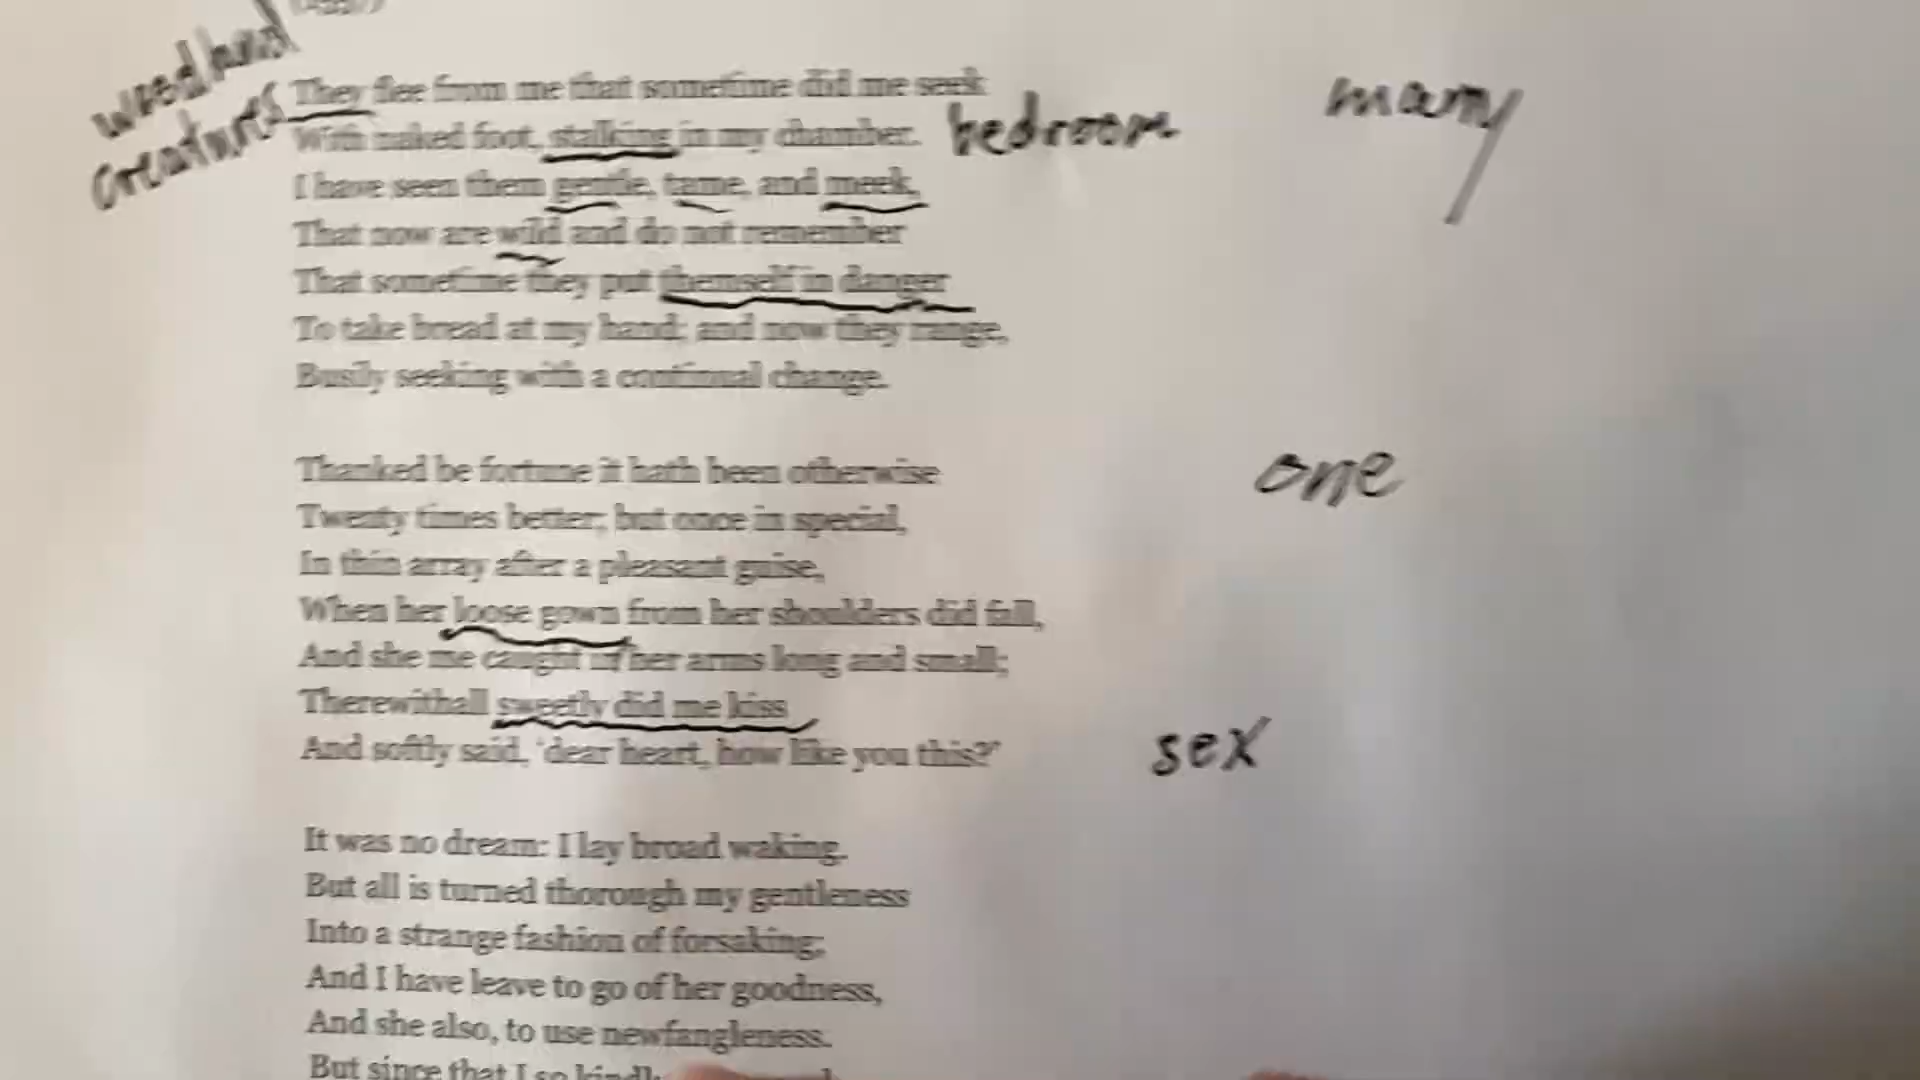 woodland
creatures
They flee from me that sometime did me seek
With naked foot, stalking in my chamber. bedroom many
I have seen them gentle, tame, and meek,
That now are wild and do not remember
That sometime they put themself in danger
To take bread at my hand; and now they range,
Busily seeking with a continual change.
Thanked be fortune it hath been otherwise
one
Twenty times better; but once in special,
In thin array after a pleasant guise,
When her loose gown from her shoulders did fall,
And she me caught in her arms long and small;
Therewithall sweetly did me kiss
And softly said, 'dear heart, how like you this?' sex
It was no dream: I lay broad waking.
But all is turned thorough my gentleness
Into a strange fashion of forsaking;
And I have leave to go of her goodness,
And she also, to use newfangleness.
But since that I so